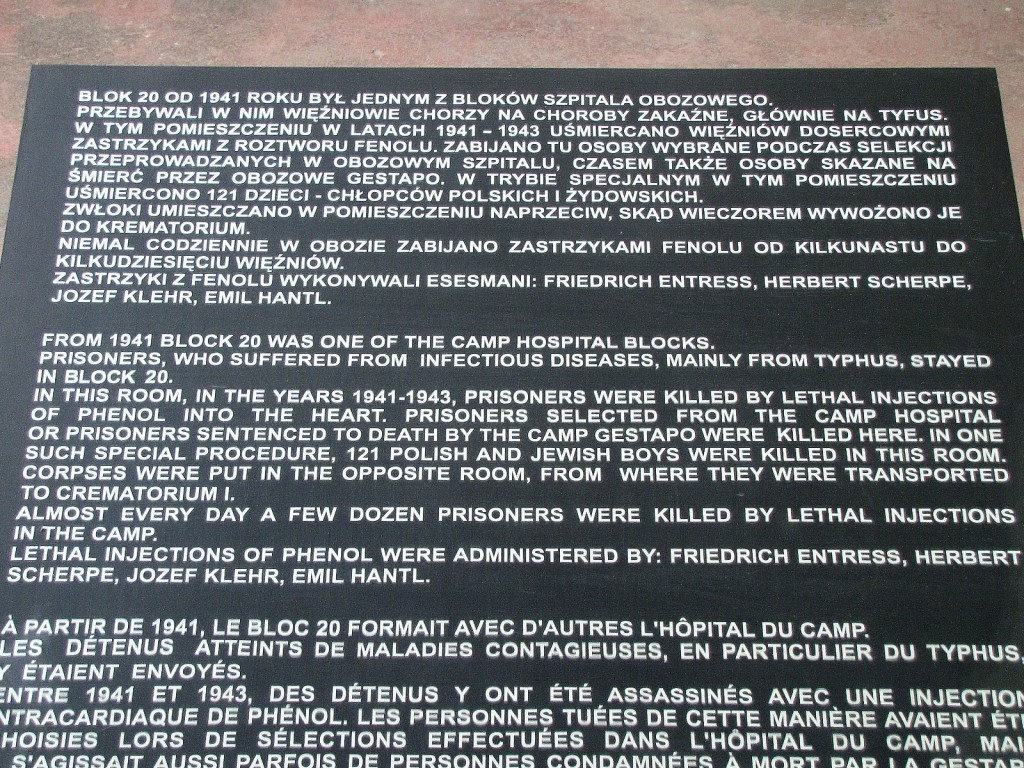 BLOK 20 OD 1941 ROKU BYŁ JEDNYM Z BLOKÓW SZPITALA OBOZOWEGO.
PRZEBYWALI W NIM WIĘŹNIOWIE CHORZY NA CHOROBY ZAKAŹNE, GŁÓWNIE NA TYFUS.
W TYM POMIESZCZENIU W LATACH 1941 - 1943 UŚMIERCANO WIĘŹNIÓW DOSERCOWYMI
ZASTRZYKAMI Z ROZTWORU FENOLU. ZABIJANO TU OSOBY WYBRANE PODCZAS SELEKCJI
PRZEPROWADZANYCH W OBOZOWYM SZPITALU, CZASEM TAKŻE OSOBY SKAZANE NA
ŚMIERĆ PRZEZ OBOZOWE GESTAPO. W TRYBIE SPECJALNYM W TYM POMIESZCZENIU
UŚMIERCONO 121 DZIECI - CHŁOPCÓW POLSKICH I ŻYDOWSKICH.
ZWŁOKI UMIESZCZANO W POMIESZCZENIU NAPRZECIW, SKĄD WIECZOREM WYWOŻONO JE
DO KREMATORIUM.
NIEMAL CODZIENNIE W OBOZIE ZABIJANO ZASTRZYKAMI FENOLU OD KILKUNASTU DO
KILKUDZIESIĘCIU WIĘŹNIÓW.
ZASTRZYKI Z FENOLU WYKONYWALI ESESMANI: FRIEDRICH ENTRESS, HERBERT SCHERPE,
JOZEF KLEHR, EMIL HANTL.
FROM 1941 BLOCK 20 WAS ONE OF THE CAMP HOSPITAL BLOCKS.
PRISONERS, WHO SUFFERED FROM INFECTIOUS DISEASES, MAINLY FROM TYPHUS, STAYED
IN BLOCK 20.
IN THIS ROOM, IN THE YEARS 1941-1943, PRISONERS WERE KILLED BY LETHAL INJECTIONS
OF PHENOL INTO THE HEART. PRISONERS SELECTED FROM THE CAMP HOSPITAL
OR PRISONERS SENTENCED TO DEATH BY THE CAMP GESTAPO WERE KILLED HERE. IN ONE
SUCH SPECIAL PROCEDURE, 121 POLISH AND JEWISH BOYS WERE KILLED IN THIS ROOM.
CORPSES WERE PUT IN THE OPPOSITE ROOM, FROM WHERE THEY WERE TRANSPORTED
TO CREMATORIUM I.
ALMOST EVERY DAY A FEW DOZEN PRISONERS WERE KILLED BY LETHAL INJECTIONS
IN THE CAMP.
LETHAL INJECTIONS OF PHENOL WERE ADMINISTERED BY: FRIEDRICH ENTRESS, HERBERT
SCHERPE, JOZEF KLEHR, EMIL HANTL.
À PARTIR DE 1941, LE BLOC 20 FORMAIT AVEC D'AUTRES L'HÔPITAL DU CAMP.
LES DÉTENUS ATTEINTS DE MALADIES CONTAGIEUSES, EN PARTICULIER DU TYPHUS,
Y ÉTAIENT ENVOYÉS.
ENTRE 1941 ET 1943, DES DÉTENUS Y ONT ÉTÉ ASSASSINÉS AVEC UNE INJECTION
NTRACARDIAQUE DE PHÉNOL. LES PERSONNES TUÉES DE CETTE MANIÈRE AVAIENT ÉTÉ
HOISIES LORS DE SÉLECTIONS EFFECTUÉES DANS L'HÔPITAL DU CAMP, MAI
S'AGISSAIT AUSSI PARFOIS DE PERSONNES CONDAMNÉES À MORT PAR LA GESTAP